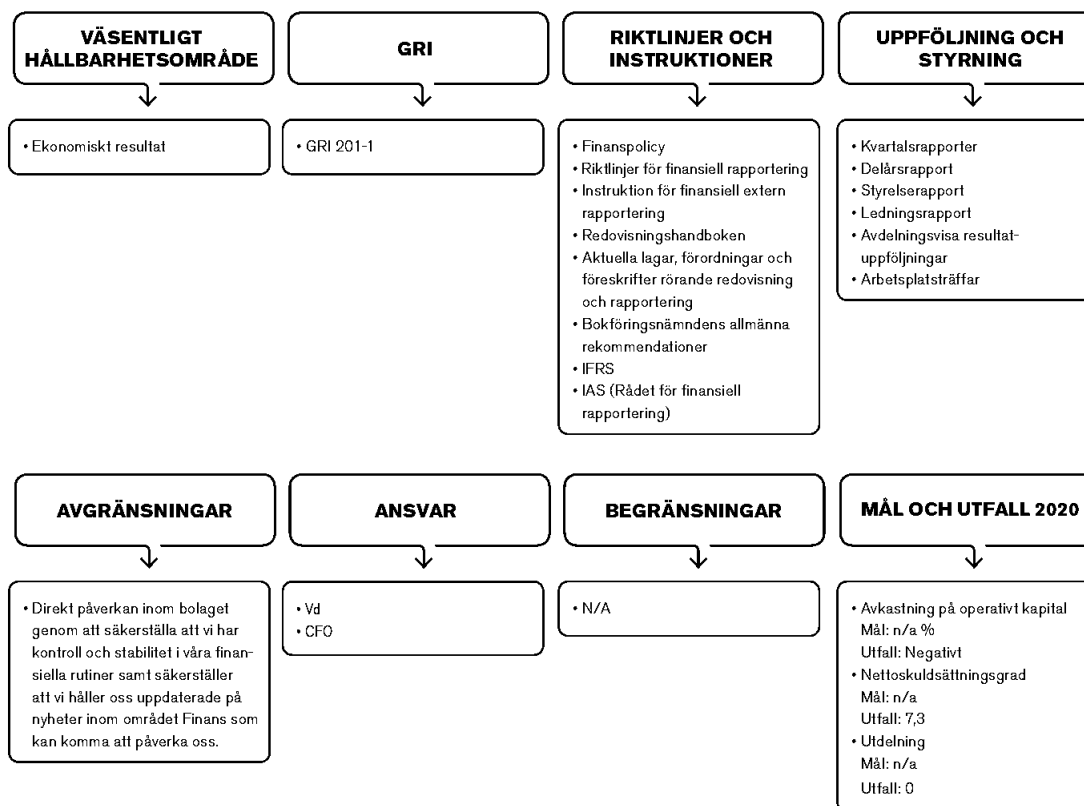 VÄSENTLIGT
HÅLLBARHETSOMRÅDE
• Ekonomiskt resultat
GRI
• GRI 201-1
RIKTLINJER OCH
INSTRUKTIONER
• Finanspolicy
• Riktlinjer för finansiell rapportering
• Instruktion för finansiell extern
rapportering
• Redovisningshandboken
• Aktuella lagar, förordningar och
föreskrifter rörande redovisning
och rapportering
• Bokföringsnämndens allmänna
rekommendationer
• IFRS
• IAS (Rådet för finansiell
rapportering)
UPPFÖLJNING OCH
STYRNING
• Kvartalsrapporter
• Delårsrapport
• Styrelserapport
• Ledningsrapport
• Avdelningsvisa resultat-
uppföljningar
• Arbetsplatsträffar
AVGRÄNSNINGAR
• Direkt påverkan inom bolaget
genom att säkerställa att vi har
kontroll och stabilitet i våra finan-
siella rutiner samt säkerställer
att vi håller oss uppdaterade på
nyheter inom området Finans som
kan komma att påverka oss.
ANSVAR
• Vd
• CFO
BEGRÄNSNINGAR
• N/A
MÅL OCH UTFALL 2020
• Avkastning på operativt kapital
Mål: n/a %
Utfall: Negativt
• Nettoskuldsättningsgrad
Mål: n/a
Utfall: 7,3
• Utdelning
Mål: n/a
Utfall: 0